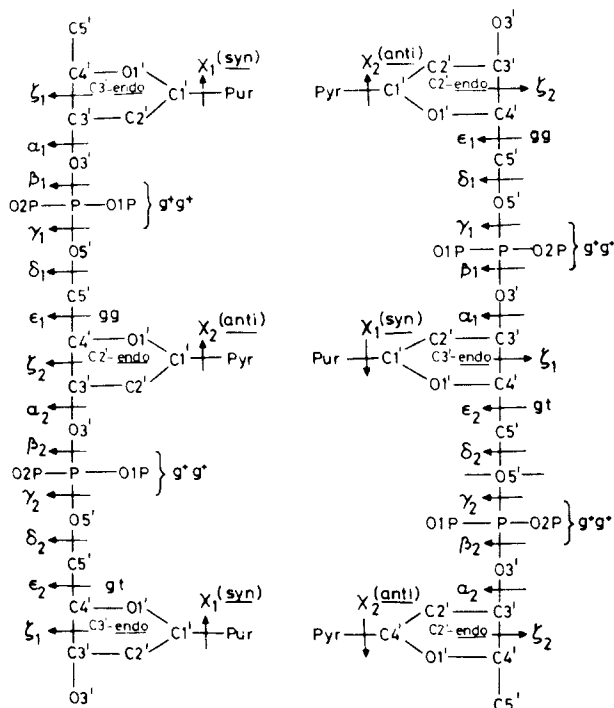 C5'
C4' O1' χ1 (syn)
ζ1 C3'-endo C1' Pur
C3' C2'
α1
O3'
β1
O2P P O1P } g+g+
γ1
O5'
δ1
C5'
ε1 gg
C4' O1' χ2 (anti)
ζ2 C2'-endo C1' Pyr
C3' C2'
α2
O3'
β2
O2P P O1P } g+g+
γ2
O5'
δ2
C5'
ε2 gt
C4' O1' χ1 (syn)
ζ1 C3'-endo C1' Pur
C3' C2'
O3'
O3'
χ2 (anti) C2' C3'
Pyr C1' C2'-endo ζ2
O1' C4'
ε1 gg
C5'
δ1
O5'
γ1
O1P P O2P } g+g+
β1
O3'
α1
χ1 (syn) C2' C3'
Pur C1' C3'-endo ζ1
O1' C4'
ε2 gt
C5'
δ2
O5'
γ2
O1P P O2P } g+g+
β2
O3'
α2
χ2 (anti) C2' C3'
Pyr C4' C2'-endo ζ2
O1' C4'
C5'